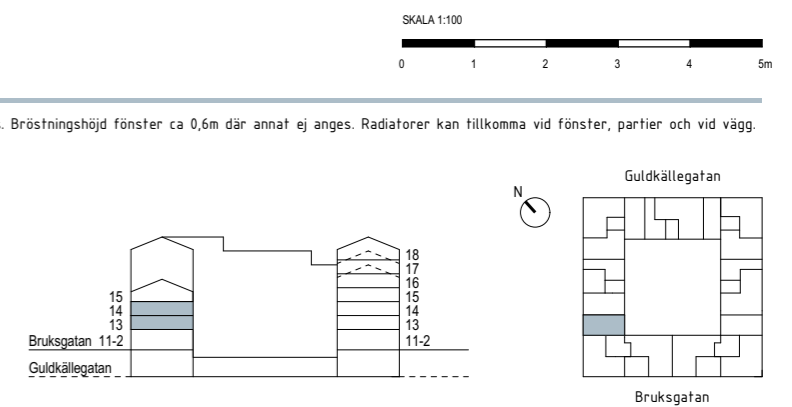 SKALA 1:100
0 1 2 3 4 5m
. Bröstningshöjd fönster ca 0,6m där annat ej anges. Radiatorer kan tillkomma vid fönster, partier och vid vägg.
Guldkällegatan
N
18
17
16
15 15
14 14
13 13
Bruksgatan 11-2 11-2
Guldkällegatan
Bruksgatan